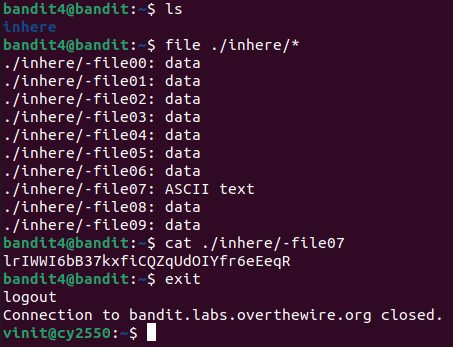 bandit4@bandit:~$ ls
inhere
bandit4@bandit:~$ file ./inhere/*
./inhere/-file00: data
./inhere/-file01: data
./inhere/-file02: data
./inhere/-file03: data
./inhere/-file04: data
./inhere/-file05: data
./inhere/-file06: data
./inhere/-file07: ASCII text
./inhere/-file08: data
./inhere/-file09: data
bandit4@bandit:~$ cat ./inhere/-file07
lrIWWI6bB37kxfiCQZqUdOIYfr6eEeqR
bandit4@bandit:~$ exit
logout
Connection to bandit.labs.overthewire.org closed.
vinit@cy2550:~$